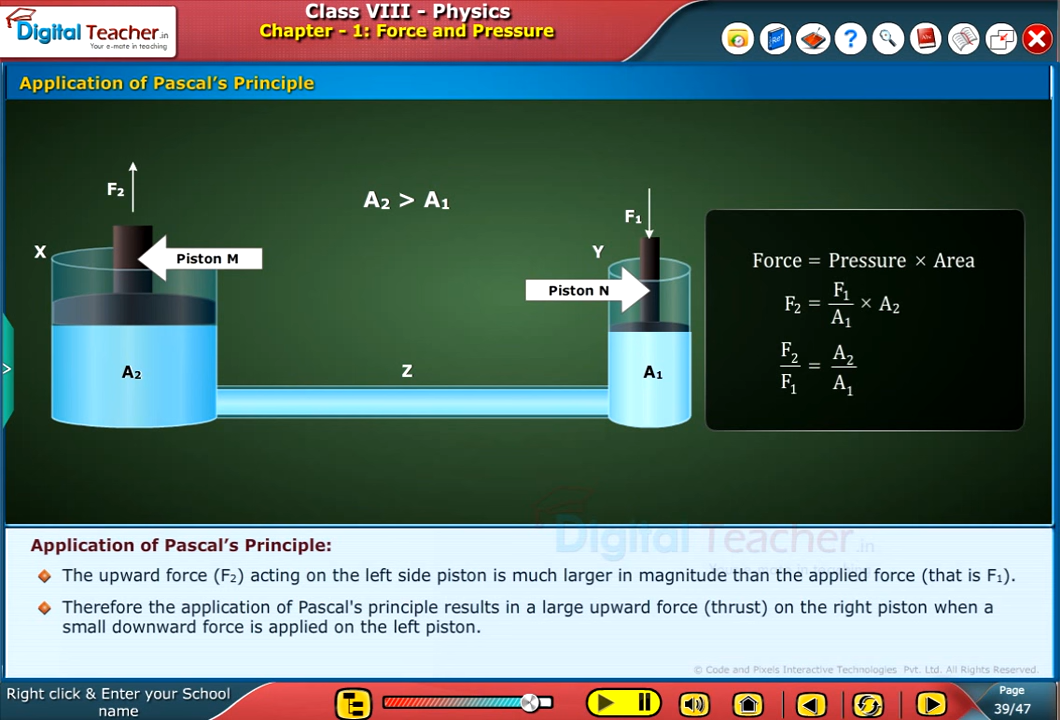 Class VIII - Physics
Chapter - 1: Force and Pressure
Digital Teacher.in
Your e-mate in teaching
Application of Pascal's Principle
F₂
A₂ > A₁
F₁
X
Piston M
Y
Piston N
A₂
Z
A₁
Force = Pressure × Area
F₂ = F₁/A₁ × A₂
F₂/F₁ = A₂/A₁
Digital Teacher.in
Application of Pascal's Principle:
The upward force (F₂) acting on the left side piston is much larger in magnitude than the applied force (that is F₁).
Therefore the application of Pascal's principle results in a large upward force (thrust) on the right piston when a
small downward force is applied on the left piston.
© Code and Pixels Interactive Technologies Pvt. Ltd. All Rights Reserved.
Right click & Enter your School
name
Page
39/47